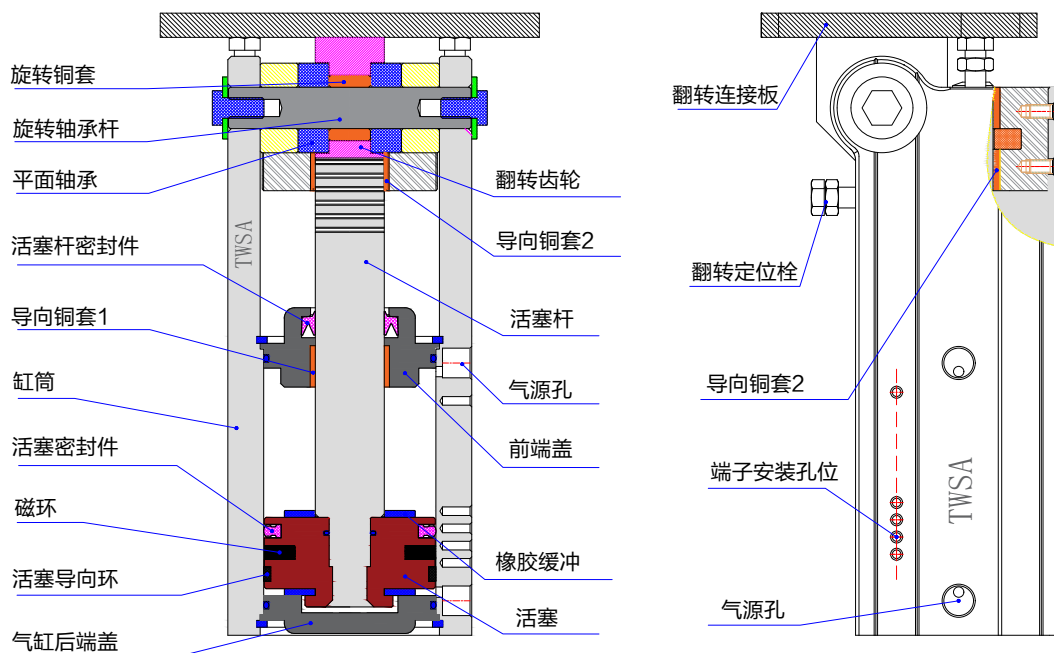 旋转铜套
旋转轴承杆
平面轴承
活塞杆密封件
导向铜套1
缸筒
活塞密封件
磁环
活塞导向环
气缸后端盖
TWSA
翻转齿轮
导向铜套2
活塞杆
气源孔
前端盖
橡胶缓冲
活塞
翻转连接板
翻转定位栓
导向铜套2
端子安装孔位
气源孔
TWSA